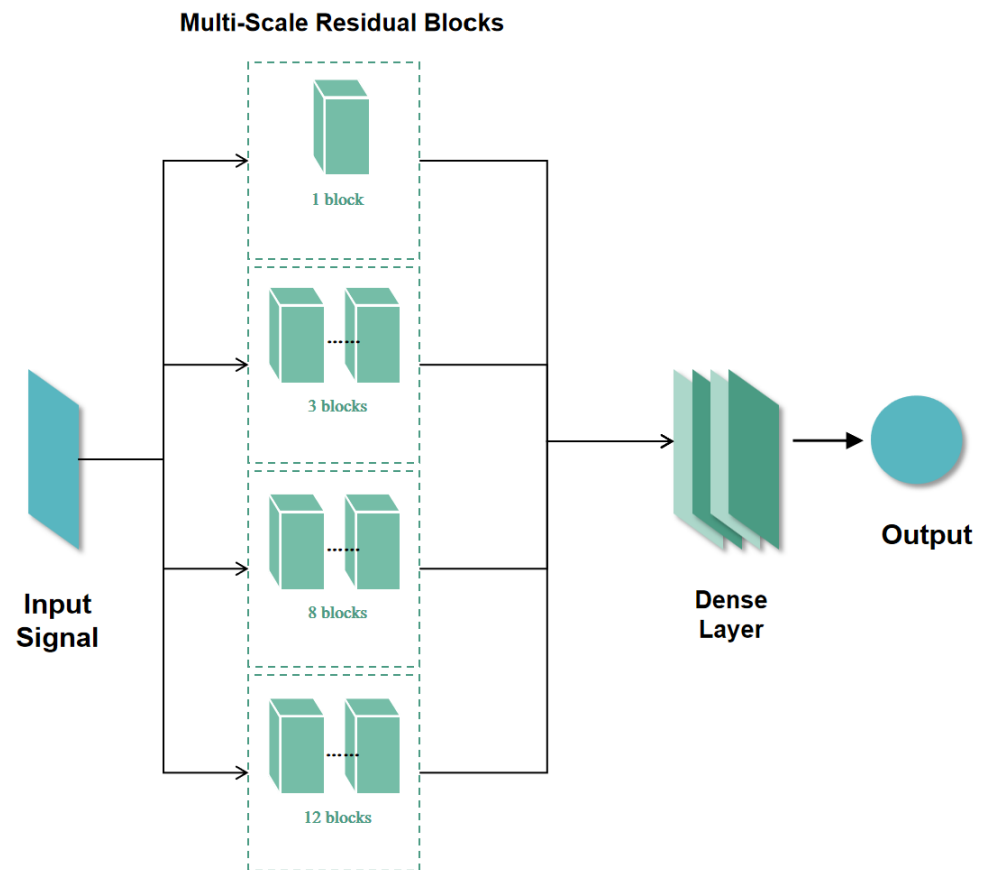 Multi-Scale Residual Blocks
1 block
3 blocks
8 blocks
12 blocks
Input
Signal
Dense
Layer
Output